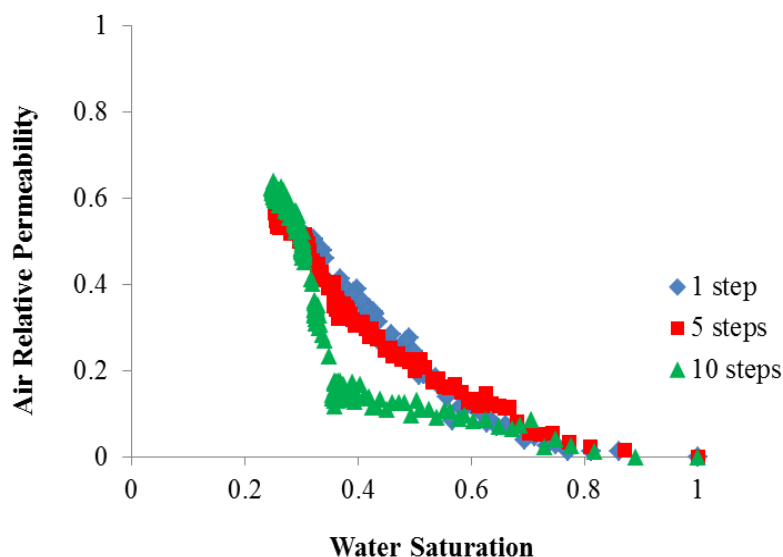 1
0.8
0.6
0.4
0.2
0
0 0.2 0.4 0.6 0.8 1
Air Relative Permeability
Water Saturation
1 step
5 steps
10 steps